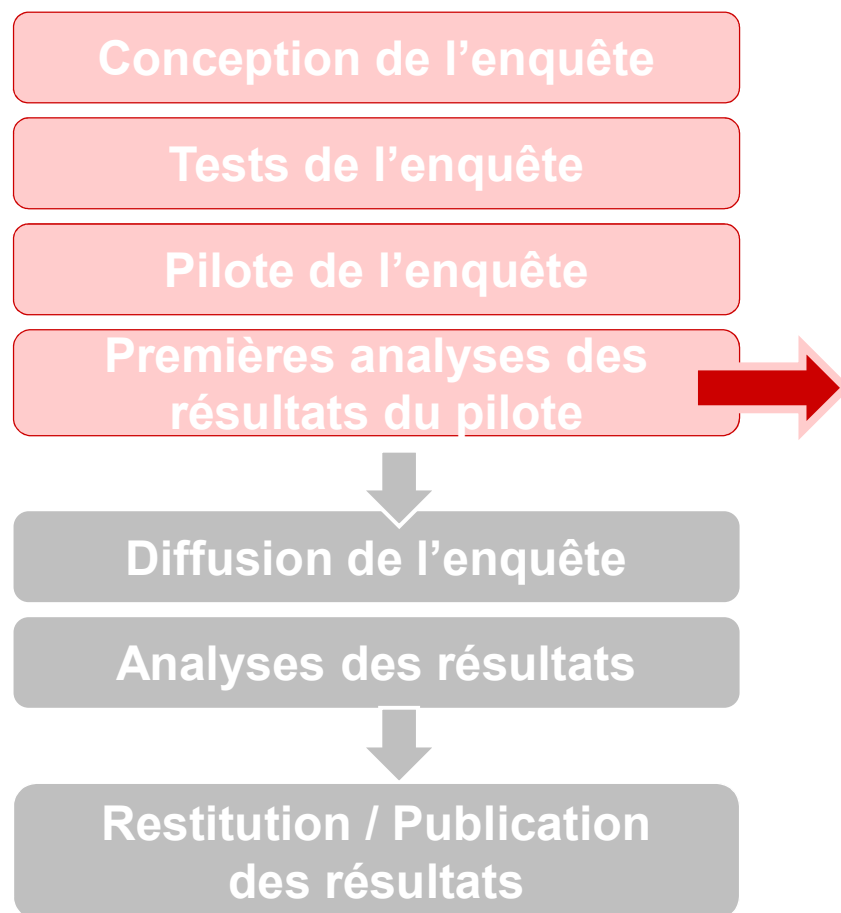 Conception de l’enquête
Tests de l’enquête
Pilote de l’enquête
Premières analyses des
résultats du pilote
Diffusion de l’enquête
Analyses des résultats
Restitution / Publication
des résultats